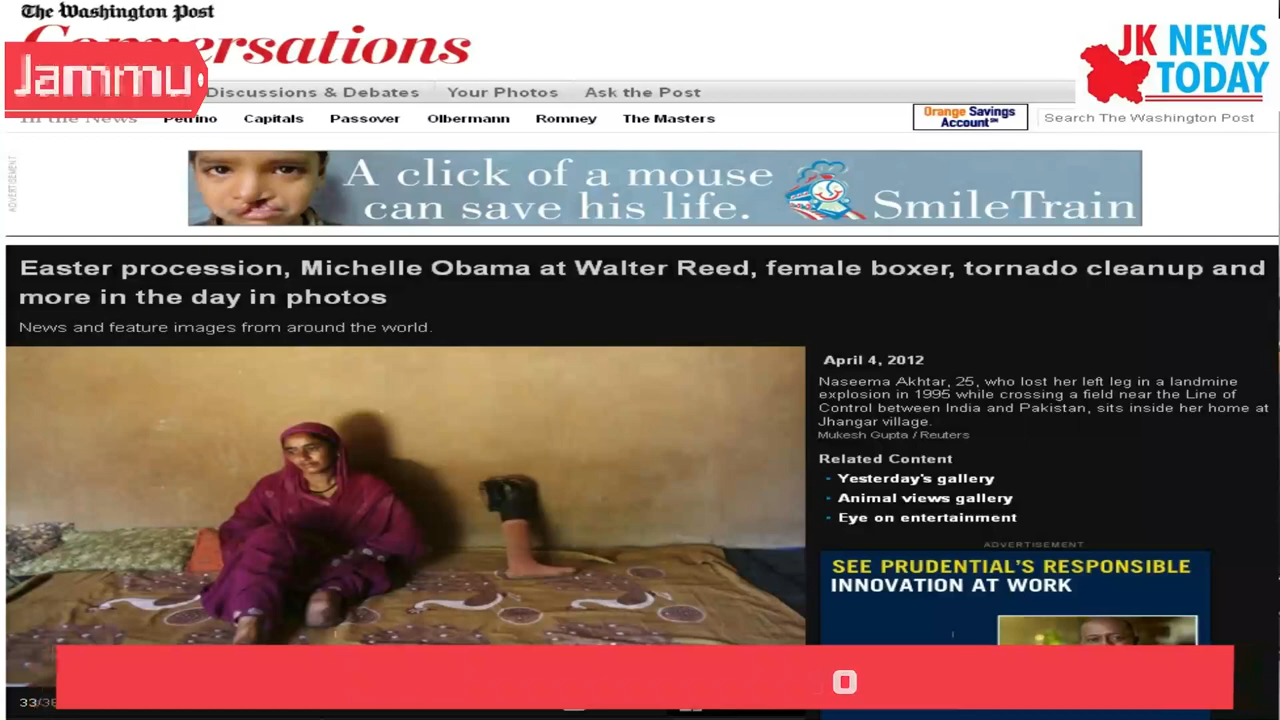 The Washington Post
Conversations
Jammu
Discussions & Debates Your Photos Ask the Post
JK NEWS
TODAY
In the News Petrino Capitals Passover Olbermann Romney The Masters
Orange Savings
Account
SM
Search The Washington Post
ADVERTISEMENT
A click of a mouse
can save his life.
SmileTrain
Easter procession, Michelle Obama at Walter Reed, female boxer, tornado cleanup and
more in the day in photos
News and feature images from around the world.
April 4, 2012
Naseema Akhtar, 25, who lost her left leg in a landmine
explosion in 1995 while crossing a field near the Line of
Control between India and Pakistan, sits inside her home at
Jhangar village.
Mukesh Gupta / Reuters
Related Content
Yesterday's gallery
Animal views gallery
Eye on entertainment
ADVERTISEMENT
SEE PRUDENTIAL'S RESPONSIBLE
INNOVATION AT WORK